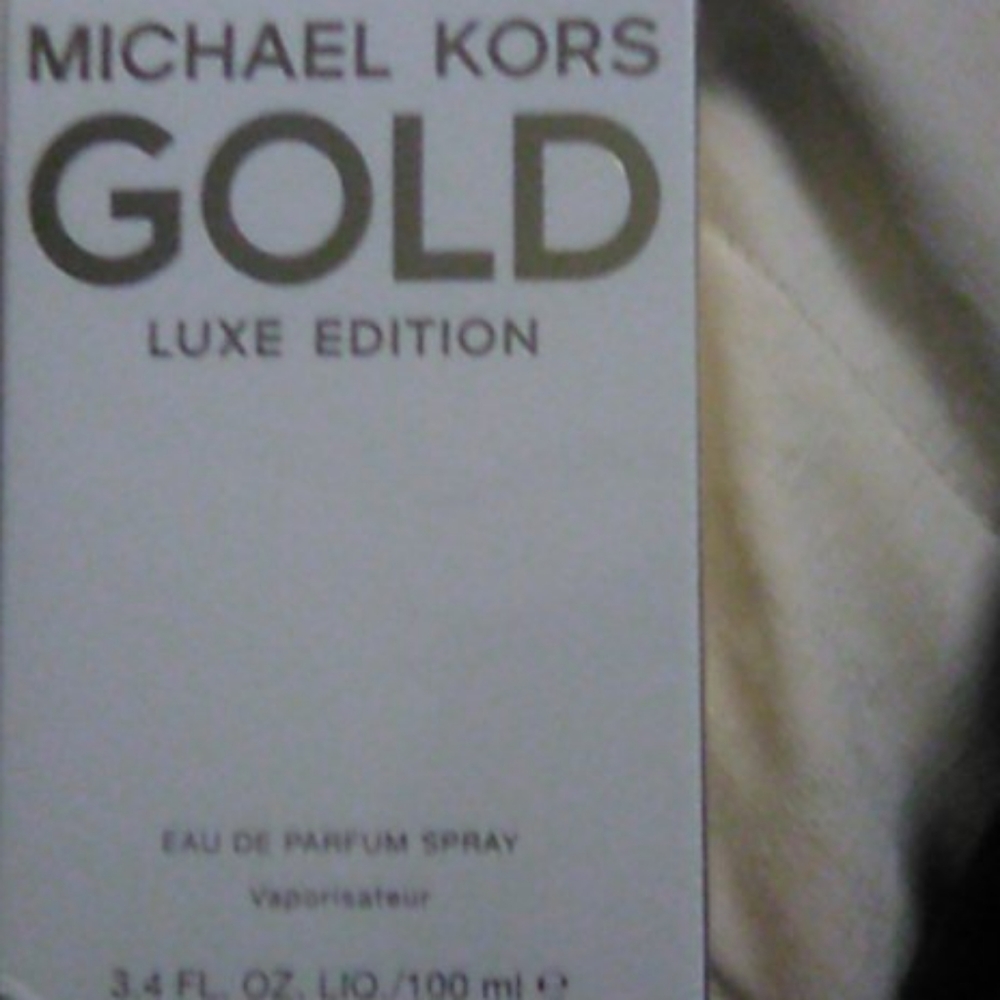 MICHAEL KORS
GOLD
LUXE EDITION
EAU DE PARFUM SPRAY
Vaporisateur
3.4 FL. OZ. LIQ./100 ml ℮